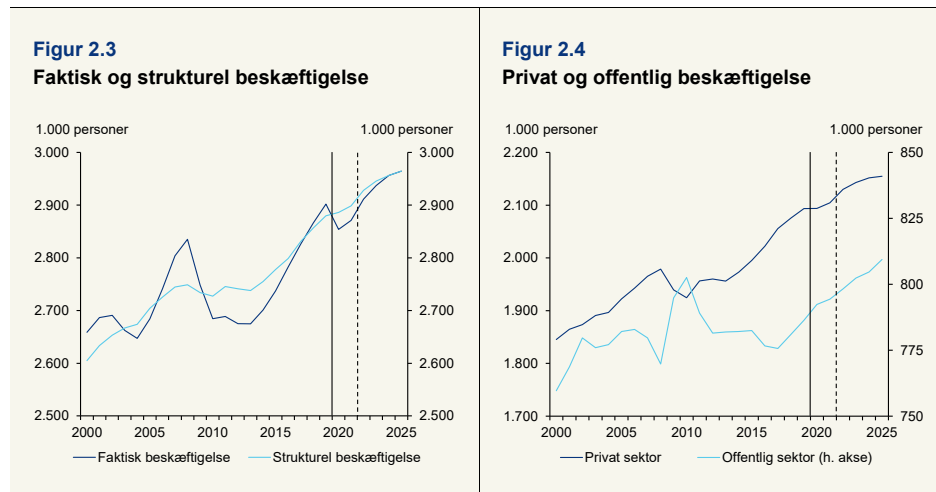 Figur 2.3
Faktisk og strukturel beskæftigelse
1.000 personer 1.000 personer
3.000 3.000
2.900 2.900
2.800 2.800
2.700 2.700
2.600 2.600
2.500 2.500
2000 2005 2010 2015 2020 2025
Faktisk beskæftigelse Strukturel beskæftigelse
Figur 2.4
Privat og offentlig beskæftigelse
1.000 personer 1.000 personer
2.200 850
2.100 825
2.000 800
1.900
1.800 775
1.700 750
2000 2005 2010 2015 2020 2025
Privat sektor Offentlig sektor (h. akse)